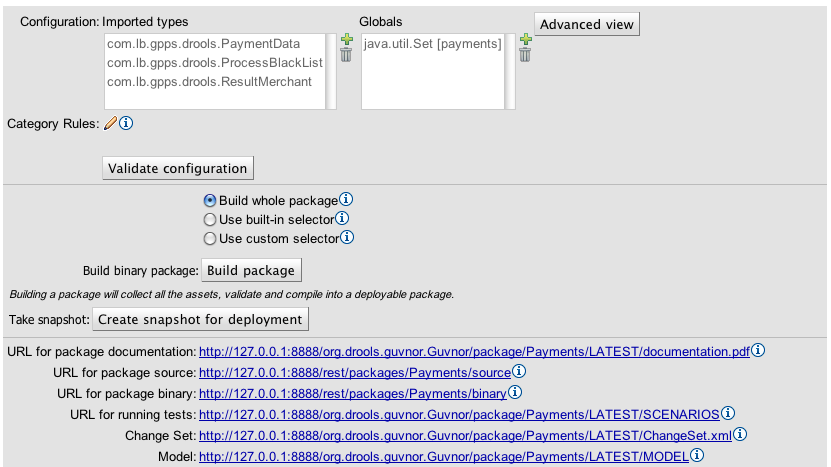 Configuration: Imported types Globals Advanced view
com.lb.gpps.drools.PaymentData java.util.Set [payments]
com.lb.gpps.drools.ProcessBlackList
com.lb.gpps.drools.ResultMerchant
Category Rules:
Validate configuration
Build whole package
Use built-in selector
Use custom selector
Build binary package: Build package
Building a package will collect all the assets, validate and compile into a deployable package.
Take snapshot: Create snapshot for deployment
URL for package documentation: http://127.0.0.1:8888/org.drools.guvnor.Guvnor/package/Payments/LATEST/documentation.pdf
URL for package source: http://127.0.0.1:8888/rest/packages/Payments/source
URL for package binary: http://127.0.0.1:8888/rest/packages/Payments/binary
URL for running tests: http://127.0.0.1:8888/org.drools.guvnor.Guvnor/package/Payments/LATEST/SCENARIOS
Change Set: http://127.0.0.1:8888/org.drools.guvnor.Guvnor/package/Payments/LATEST/ChangeSet.xml
Model: http://127.0.0.1:8888/org.drools.guvnor.Guvnor/package/Payments/LATEST/MODEL